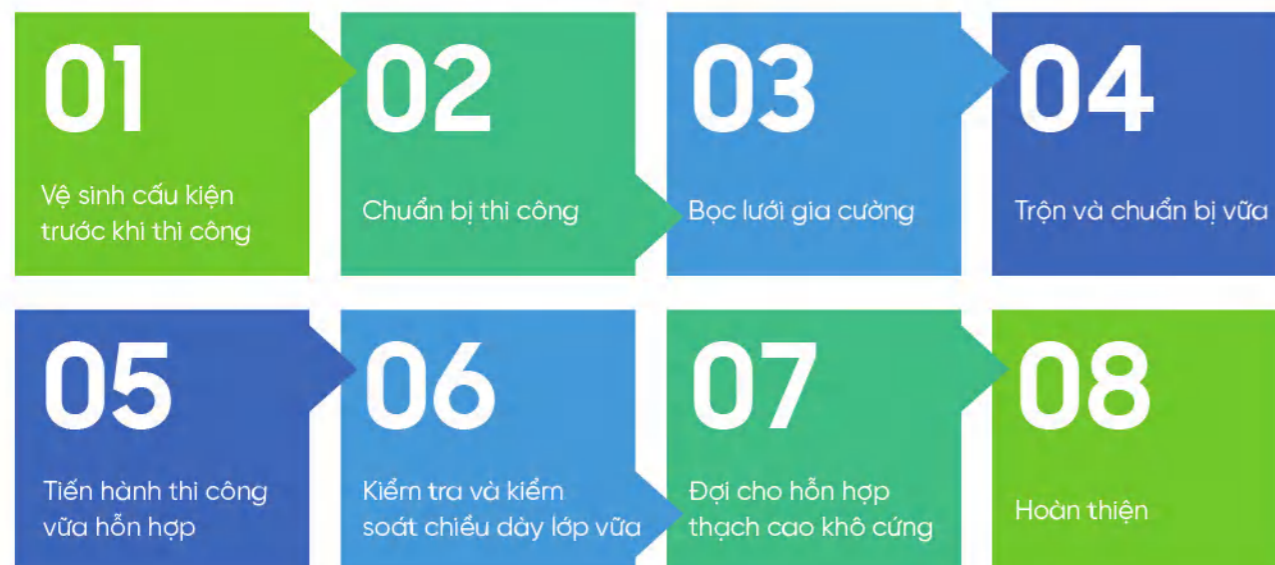 01
Vệ sinh cấu kiện
trước khi thi công
02
Chuẩn bị thi công
03
Bọc lưới gia cường
04
Trộn và chuẩn bị vữa
05
Tiến hành thi công
vữa hỗn hợp
06
Kiểm tra và kiểm
soát chiều dày lớp vữa
07
Đợi cho hỗn hợp
thạch cao khô cứng
08
Hoàn thiện